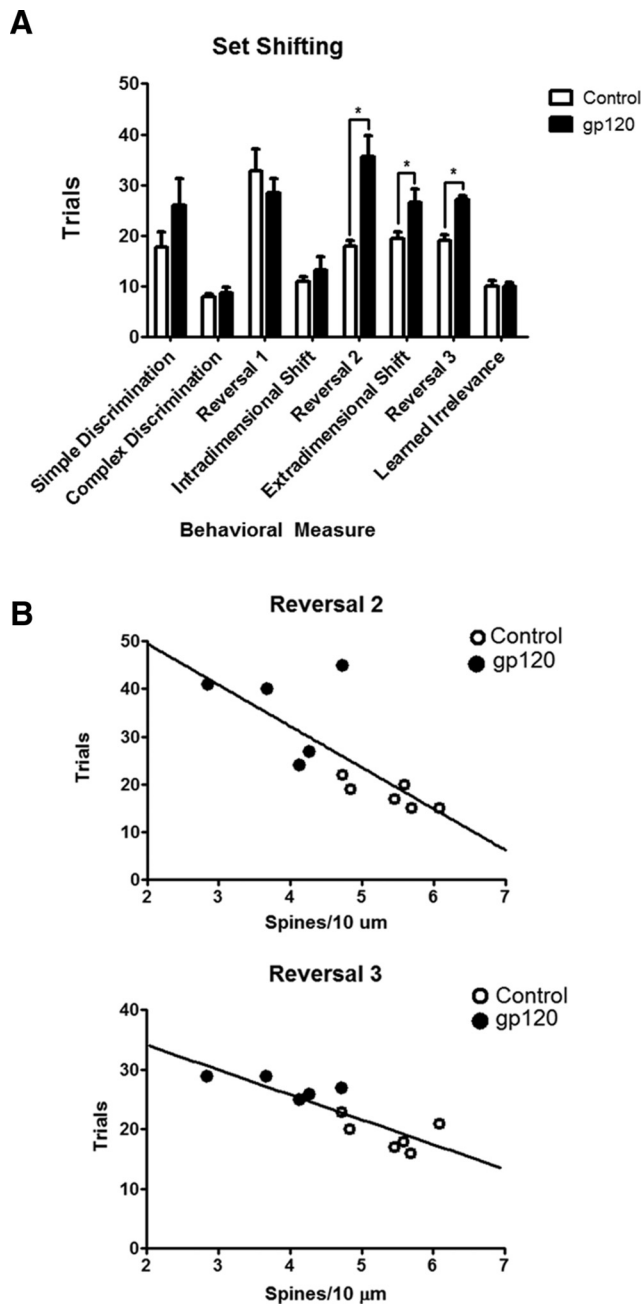 A
Set Shifting
50
40
30
20
10
0
Trials
Control
gp120
*
*
*
Simple Discrimination
Complex Discrimination
Reversal 1
Intradimensional Shift
Reversal 2
Extradimensional Shift
Reversal 3
Learned Irrelevance
Behavioral Measure
B
Reversal 2
Control
gp120
50
40
30
20
10
0
Trials
2 3 4 5 6 7
Spines/10 um
Reversal 3
Control
gp120
40
30
20
10
0
Trials
2 3 4 5 6 7
Spines/10 μm